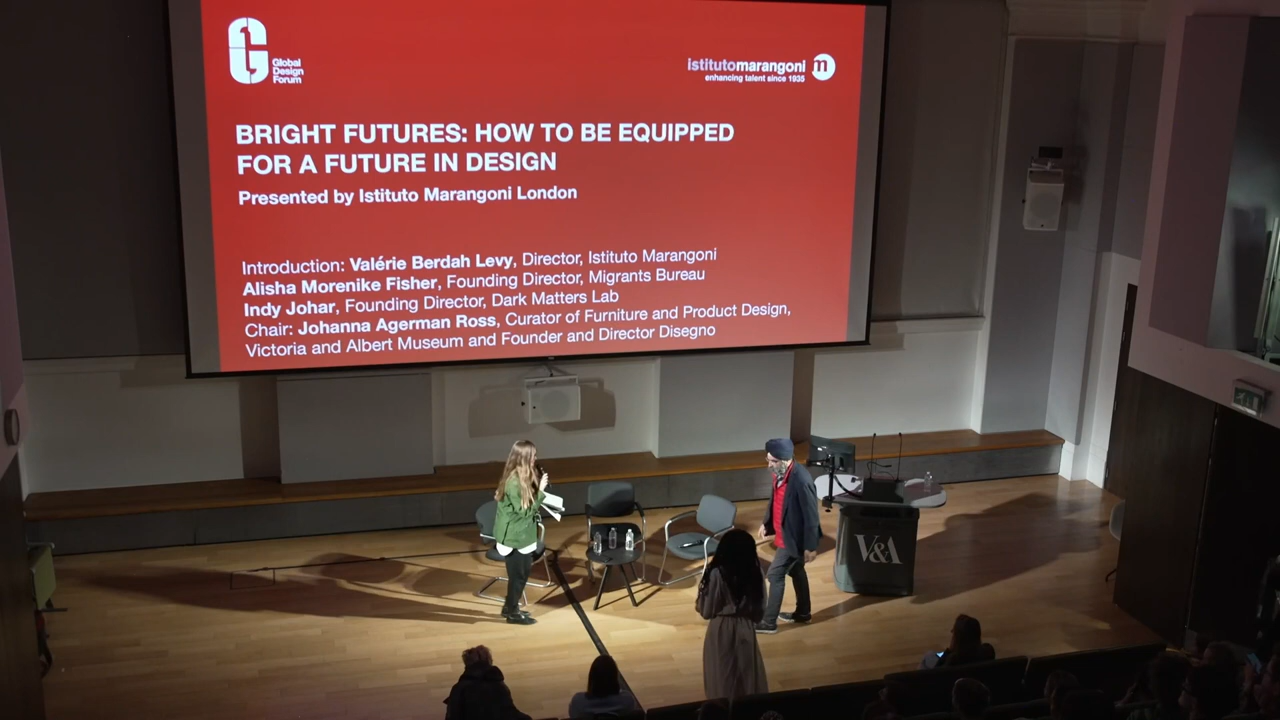 G
Global
Design
Forum
istitutomarangoni m
enhancing talent since 1935
BRIGHT FUTURES: HOW TO BE EQUIPPED
FOR A FUTURE IN DESIGN
Presented by Istituto Marangoni London
Introduction: Valérie Berdah Levy, Director, Istituto Marangoni
Alisha Morenike Fisher, Founding Director, Migrants Bureau
Indy Johar, Founding Director, Dark Matters Lab
Chair: Johanna Agerman Ross, Curator of Furniture and Product Design,
Victoria and Albert Museum and Founder and Director Disegno
V&A